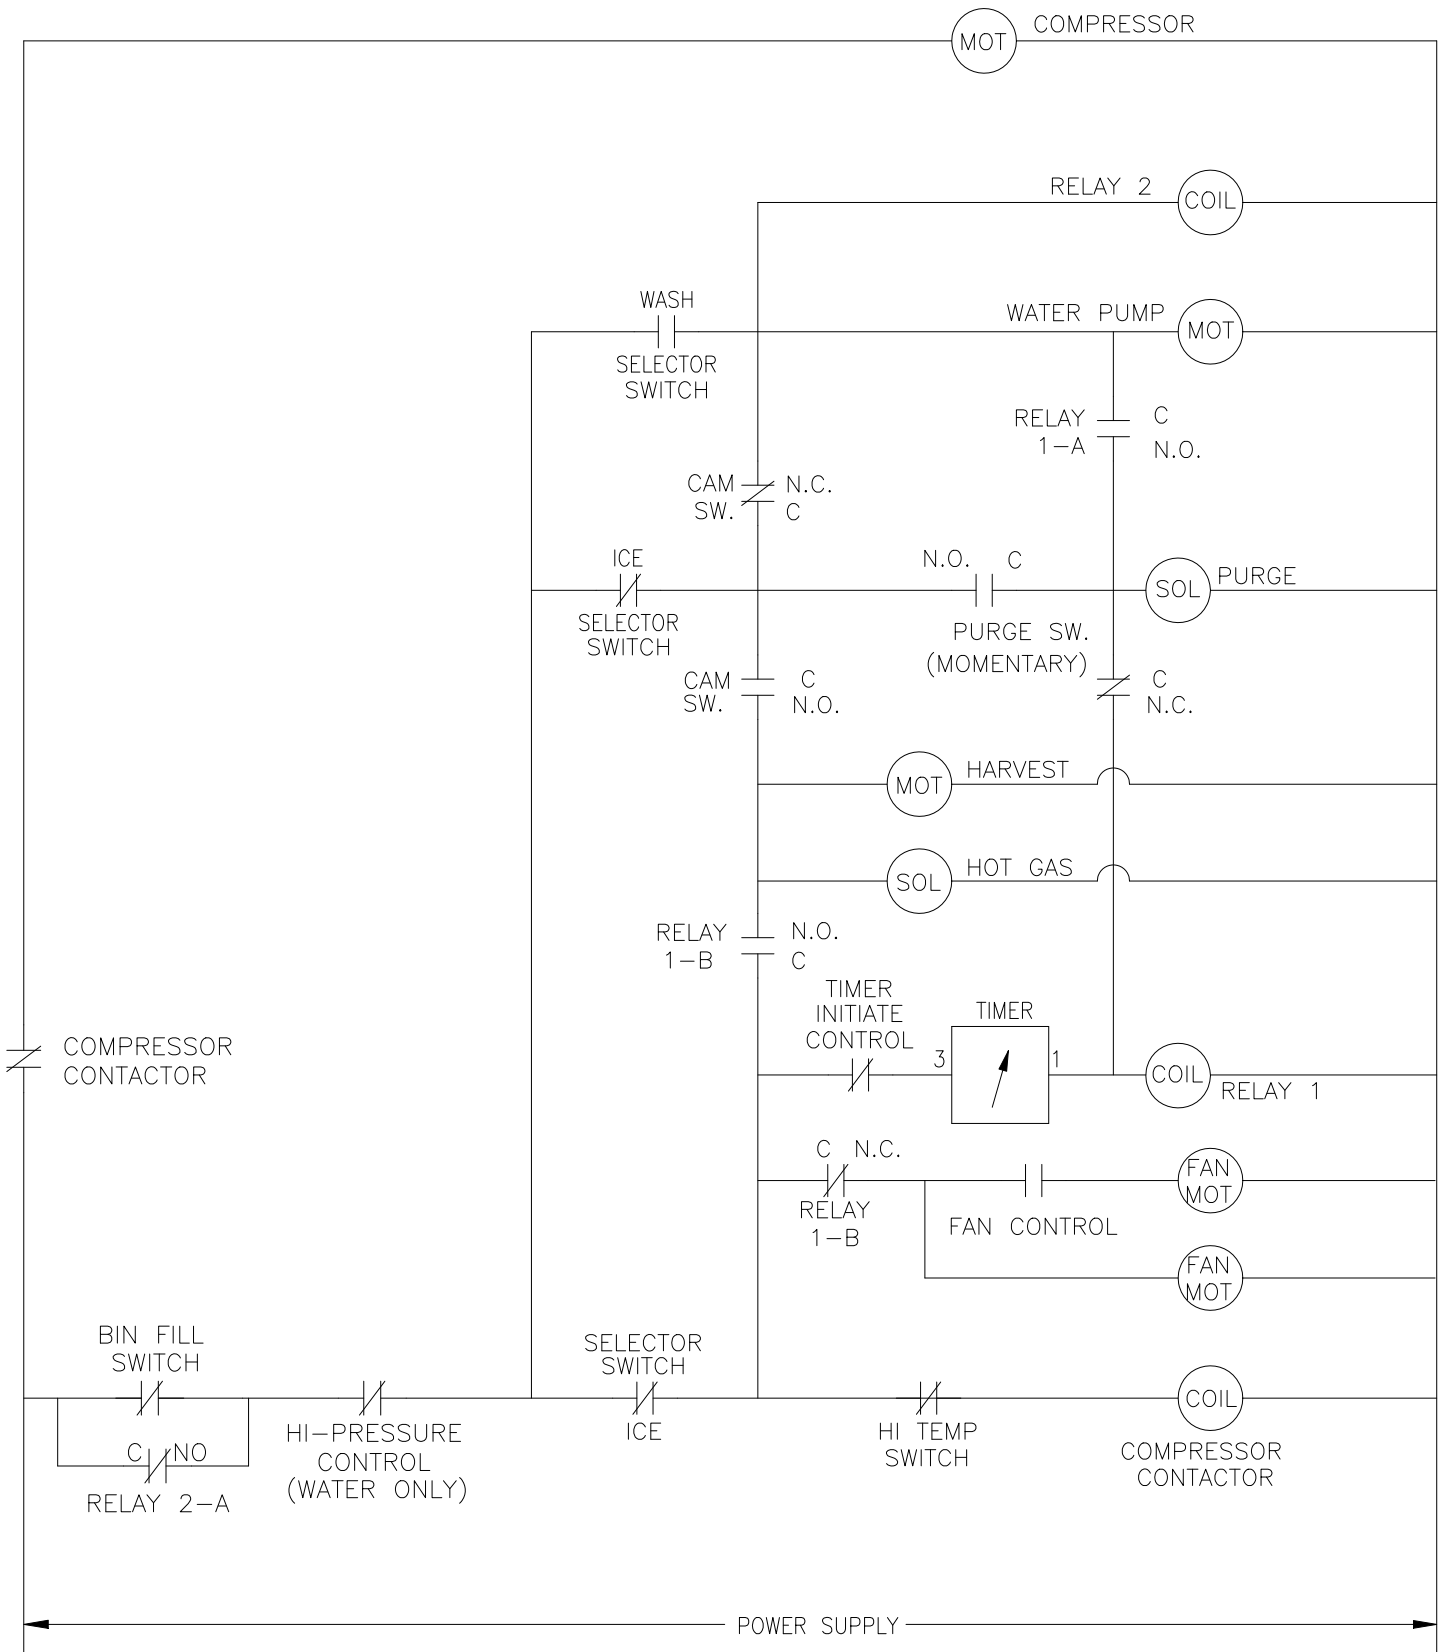 MOT COMPRESSOR
RELAY 2 COIL
WASH
SELECTOR
SWITCH
WATER PUMP MOT
RELAY
1-A
C
N.O.
CAM
SW.
N.C.
C
ICE
SELECTOR
SWITCH
N.O. C
PURGE SW.
(MOMENTARY)
SOL PURGE
CAM
SW.
C
N.O.
C
N.C.
MOT HARVEST
SOL HOT GAS
RELAY
1-B
N.O.
C
TIMER
INITIATE
CONTROL
TIMER
3 1
COIL RELAY 1
COMPRESSOR
CONTACTOR
C N.C.
RELAY
1-B
FAN CONTROL
FAN
MOT
FAN
MOT
BIN FILL
SWITCH
C NO
RELAY 2-A
HI-PRESSURE
CONTROL
(WATER ONLY)
SELECTOR
SWITCH
ICE
HI TEMP
SWITCH
COIL
COMPRESSOR
CONTACTOR
POWER SUPPLY